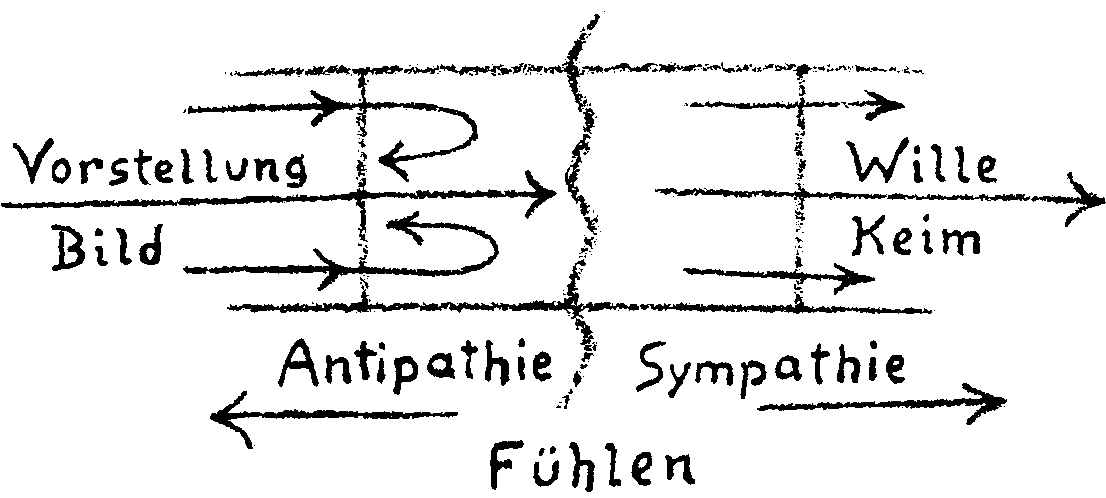 Vorstellung
Bild
Wille
Keim
Antipathie
Sympathie
Fühlen